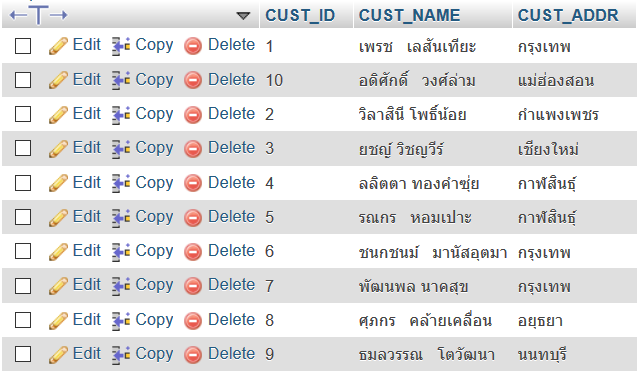 CUST_ID CUST_NAME CUST_ADDR
Edit Copy Delete 1 เพรช เลสันเทียะ กรุงเทพ
Edit Copy Delete 10 อดิศักดิ์ วงศ์ล่าม แม่ฮ่องสอน
Edit Copy Delete 2 วิลาสินี โพธิ์น้อย กำแพงเพชร
Edit Copy Delete 3 ยชญ์ วิชญวีร์ เชียงใหม่
Edit Copy Delete 4 ลลิตตา ทองคำซุ่ย กาฬสินธุ์
Edit Copy Delete 5 รณกร หอมเปาะ กาฬสินธุ์
Edit Copy Delete 6 ชนกชนม์ มานัสอุตมา กรุงเทพ
Edit Copy Delete 7 พัฒนพล นาคสุข กรุงเทพ
Edit Copy Delete 8 ศุภกร คล้ายเคลื่อน อยุธยา
Edit Copy Delete 9 ธมลวรรณ โตวัฒนา นนทบุรี